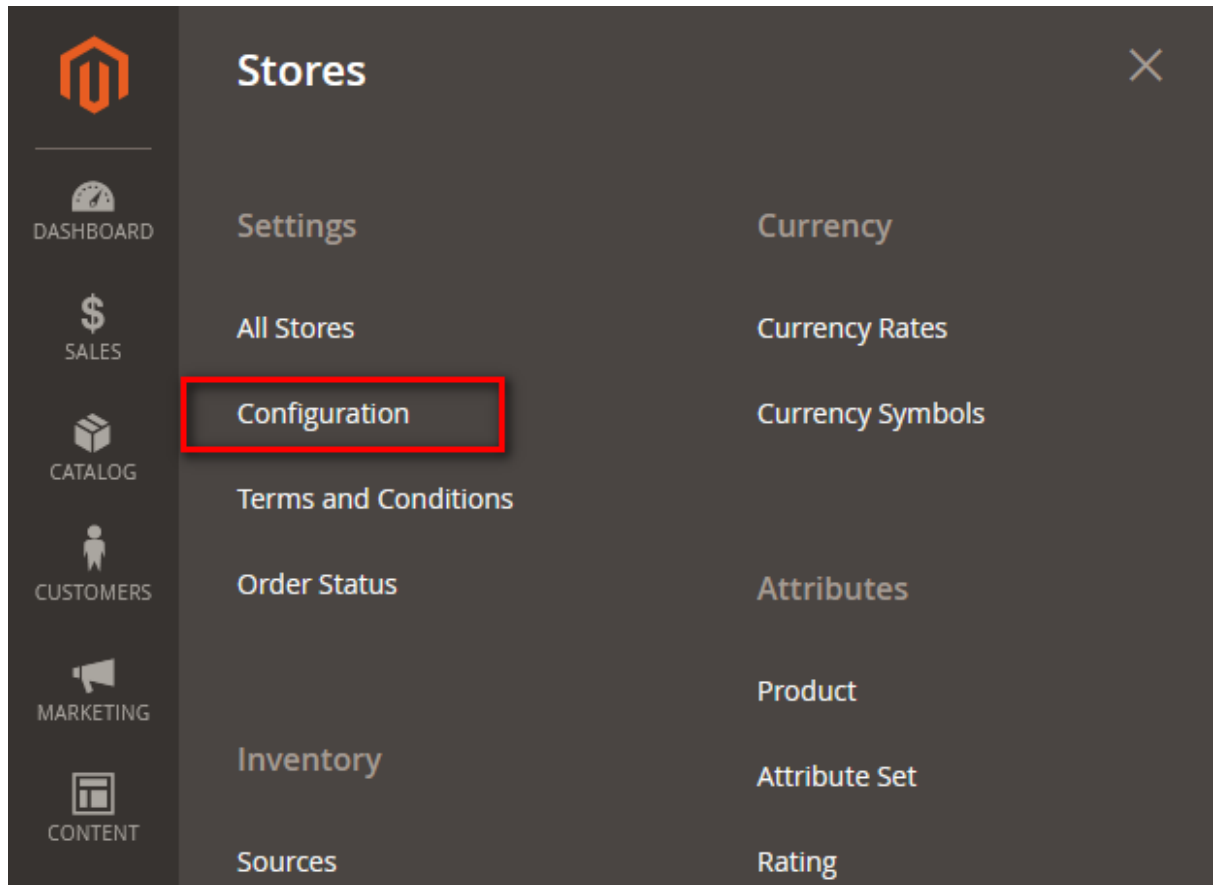 Stores
DASHBOARD
SALES
CATALOG
CUSTOMERS
MARKETING
CONTENT
Settings
All Stores
Configuration
Terms and Conditions
Order Status
Inventory
Sources
Currency
Currency Rates
Currency Symbols
Attributes
Product
Attribute Set
Rating